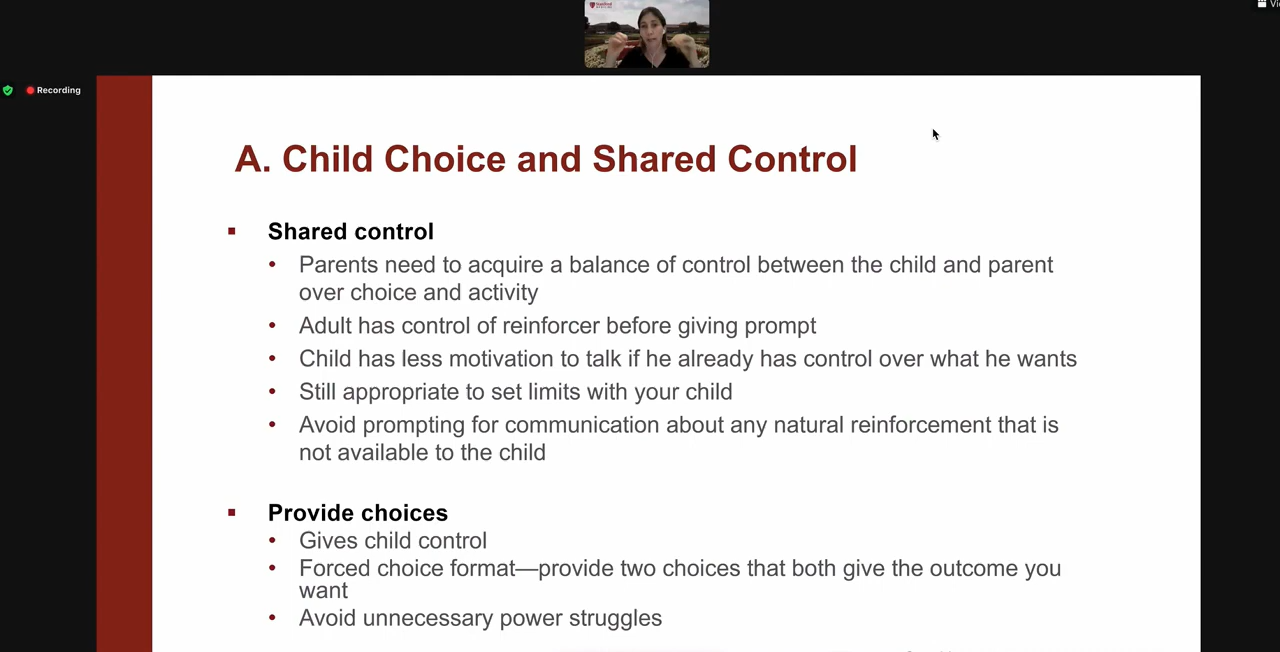 Vi
Recording
A. Child Choice and Shared Control
▪ Shared control
• Parents need to acquire a balance of control between the child and parent
over choice and activity
• Adult has control of reinforcer before giving prompt
• Child has less motivation to talk if he already has control over what he wants
• Still appropriate to set limits with your child
• Avoid prompting for communication about any natural reinforcement that is
not available to the child
▪ Provide choices
• Gives child control
• Forced choice format—provide two choices that both give the outcome you
want
• Avoid unnecessary power struggles